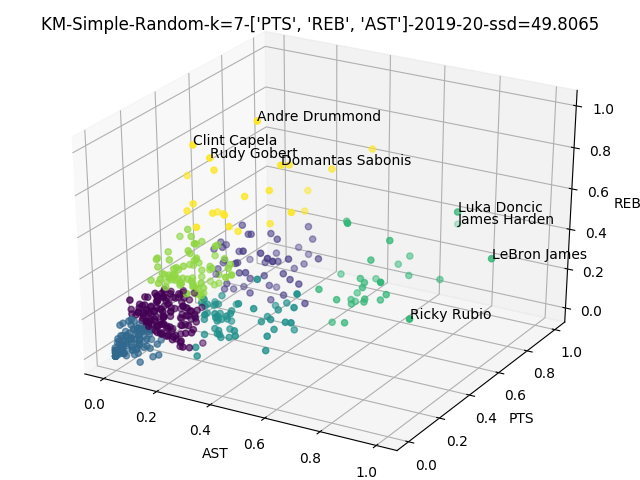 KM-Simple-Random-k=7-['PTS', 'REB', 'AST']-2019-20-ssd=49.8065
Andre Drummond
Clint Capela
Rudy Gobert
Domantas Sabonis
Luka Doncic
James Harden
LeBron James
Ricky Rubio
1.0
0.8
0.6
0.4
0.2
0.0
REB
0.0
0.2
0.4
0.6
0.8
1.0
AST
0.0
0.2
0.4
0.6
0.8
1.0
PTS